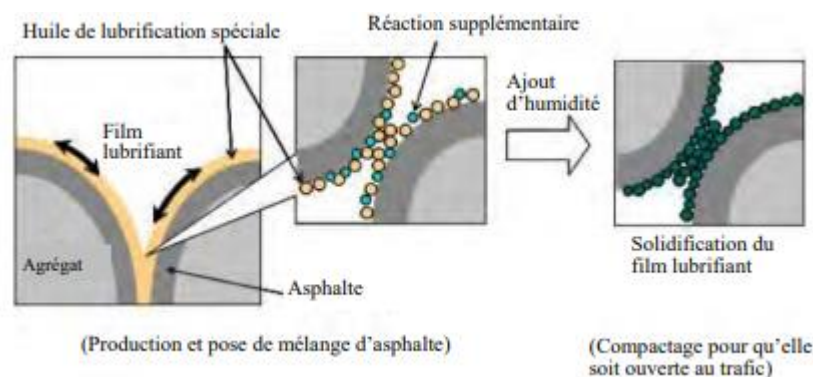 Huile de lubrification spéciale
Réaction supplémentaire
Film
lubrifiant
Ajout
d'humidité
Agrégat
Asphalte
Solidification du
film lubrifiant
(Production et pose de mélange d'asphalte)
(Compactage pour qu'elle
soit ouverte au trafic)